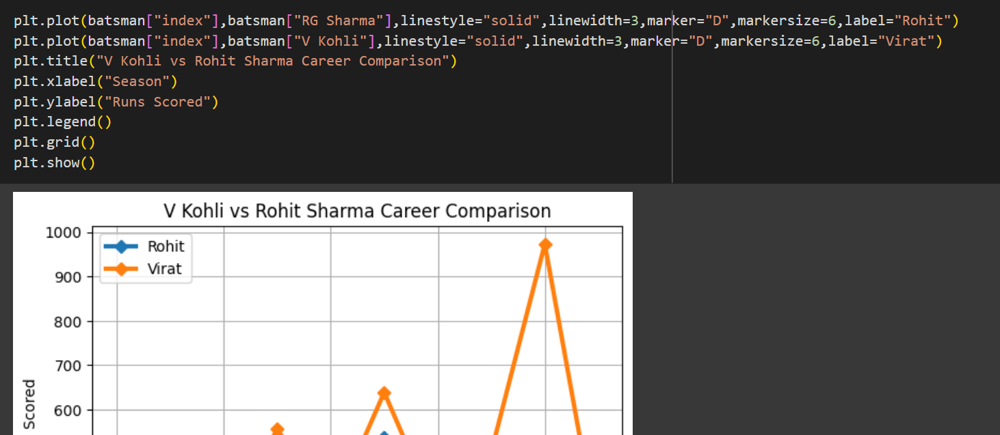 plt.plot(batsman["index"],batsman["RG Sharma"],linestyle="solid",linewidth=3,marker="D",markersize=6,label="Rohit")
plt.plot(batsman["index"],batsman["V Kohli"],linestyle="solid",linewidth=3,marker="D",markersize=6,label="Virat")
plt.title("V Kohli vs Rohit Sharma Career Comparison")
plt.xlabel("Season")
plt.ylabel("Runs Scored")
plt.legend()
plt.grid()
plt.show()
V Kohli vs Rohit Sharma Career Comparison
1000
Rohit
Virat
900
800
700
600
Scored